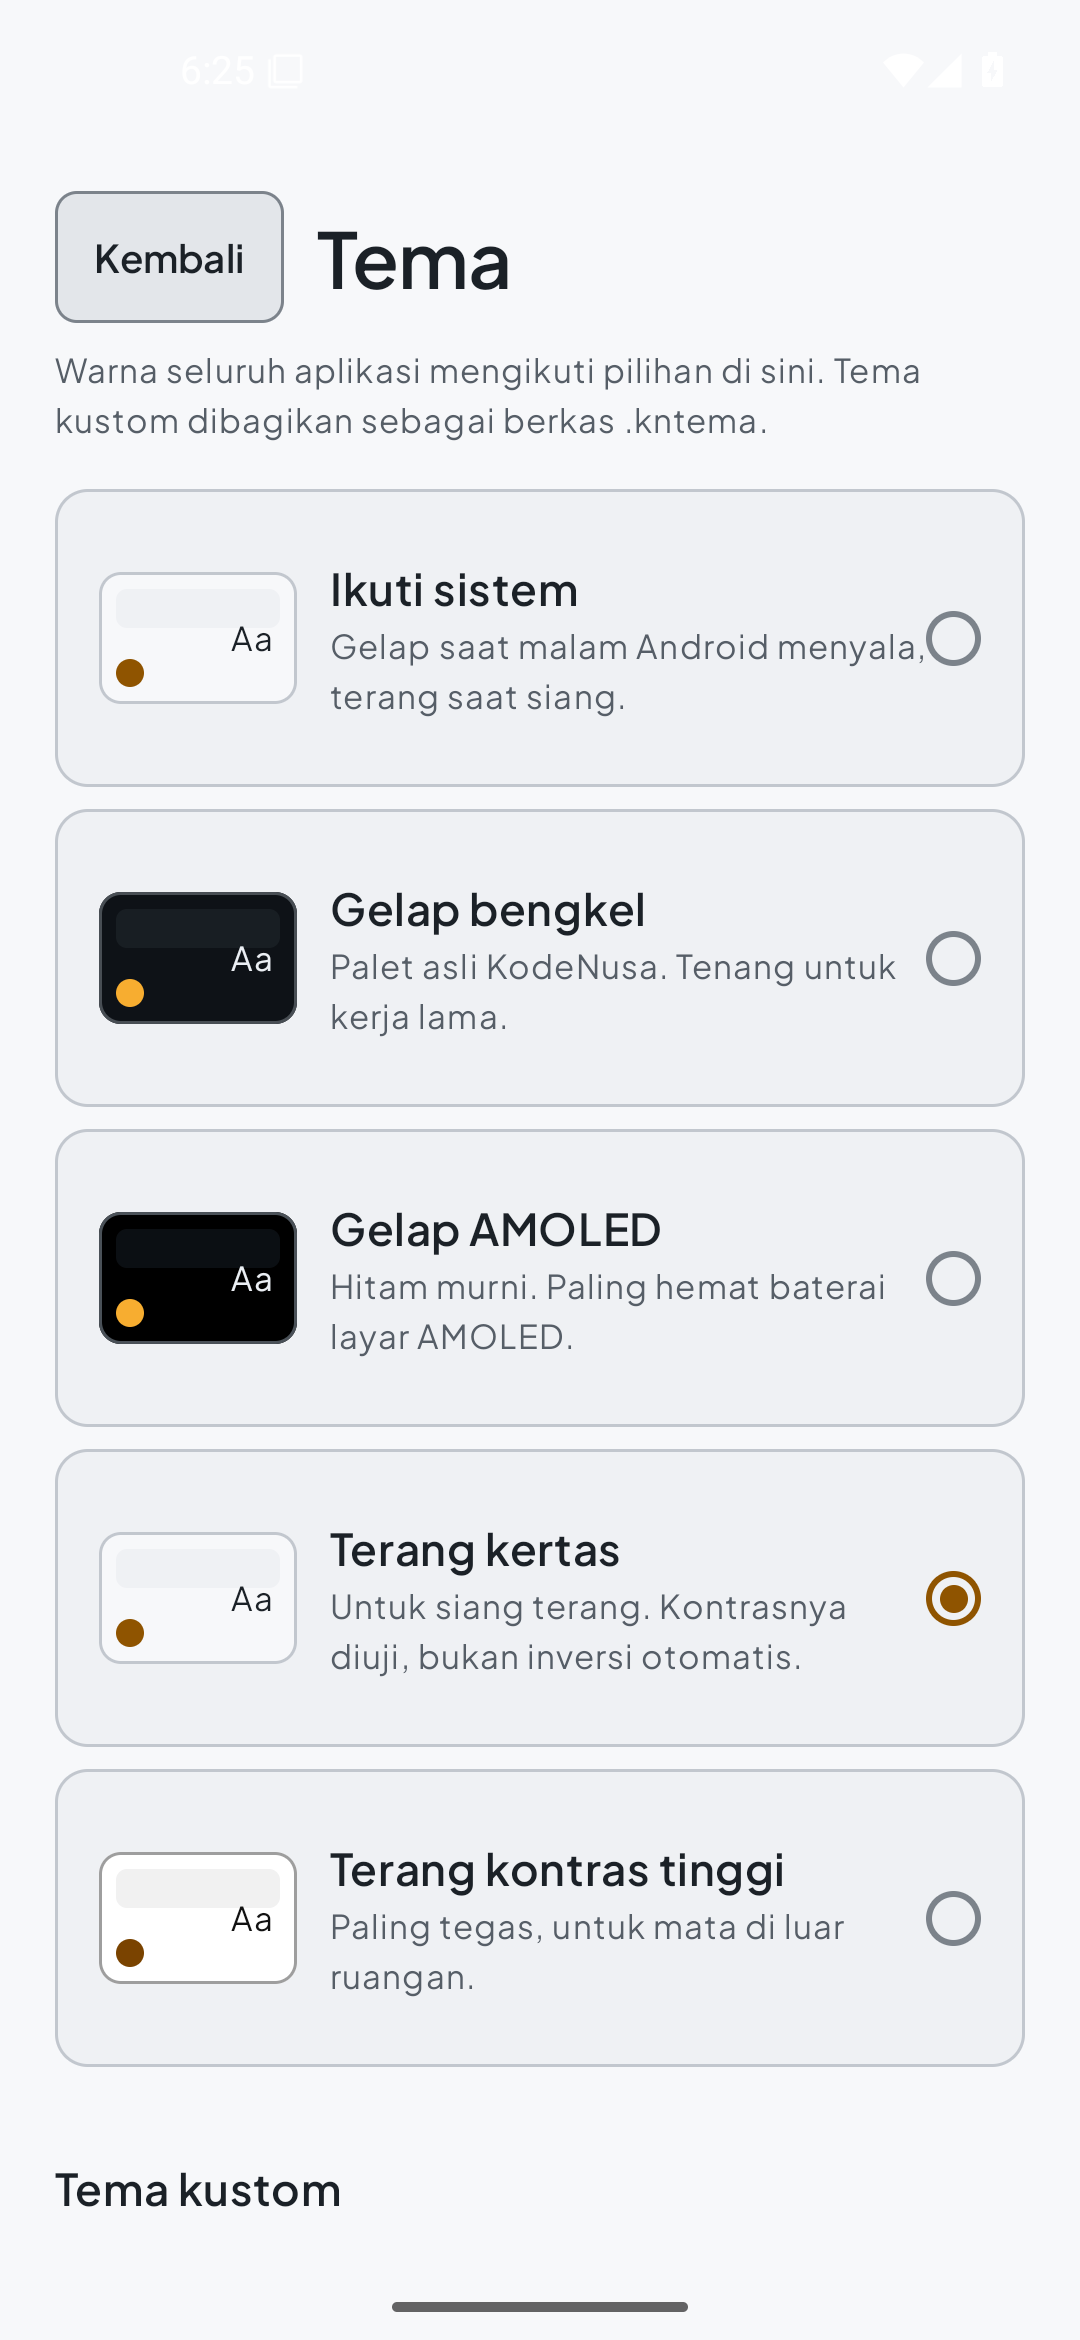 6:25
Kembali
Tema
Warna seluruh aplikasi mengikuti pilihan di sini. Tema
kustom dibagikan sebagai berkas .kntema.
Aa
Ikuti sistem
Gelap saat malam Android menyala,
terang saat siang.
Aa
Gelap bengkel
Palet asli KodeNusa. Tenang untuk
kerja lama.
Aa
Gelap AMOLED
Hitam murni. Paling hemat baterai
layar AMOLED.
Aa
Terang kertas
Untuk siang terang. Kontrasnya
diuji, bukan inversi otomatis.
Aa
Terang kontras tinggi
Paling tegas, untuk mata di luar
ruangan.
Tema kustom